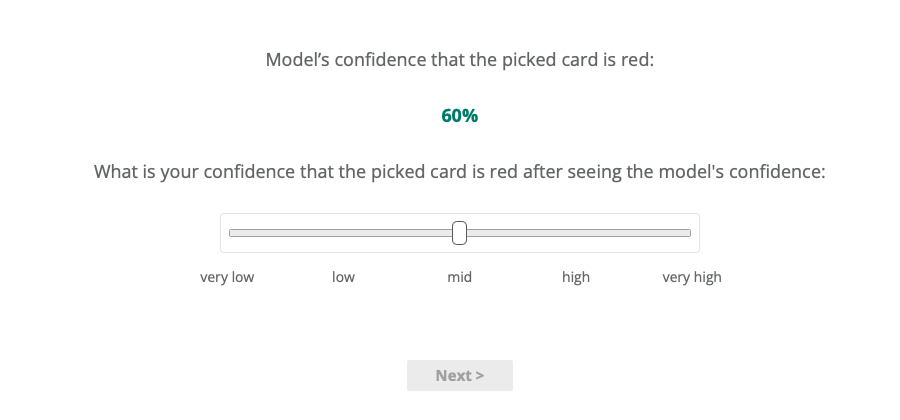 Model’s confidence that the picked card is red:
60%
What is your confidence that the picked card is red after seeing the model's confidence:
very low low mid high very high
Next >